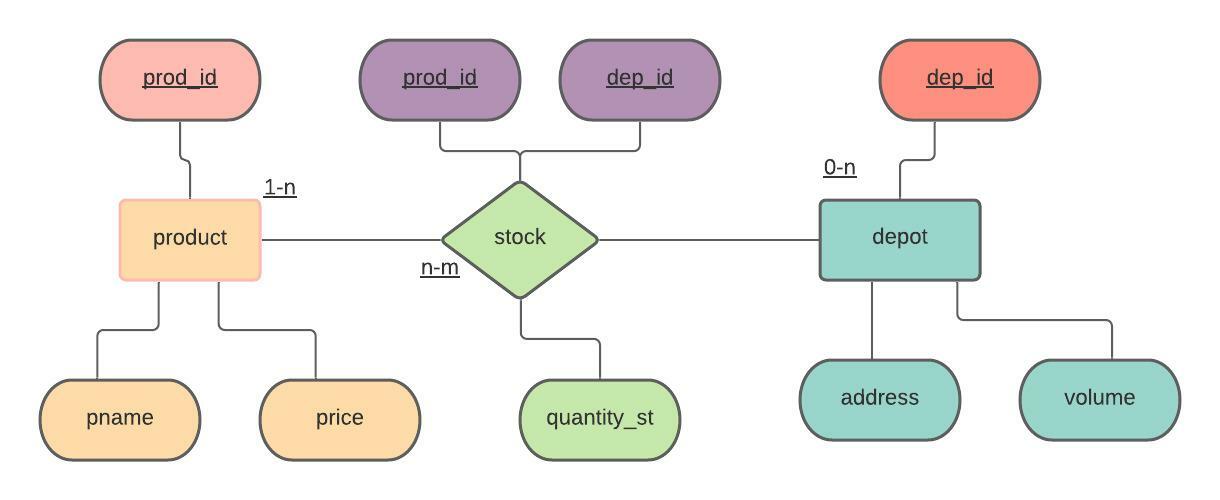 prod_id
prod_id
dep_id
dep_id
1-n
0-n
product
stock
depot
n-m
pname
price
quantity_st
address
volume